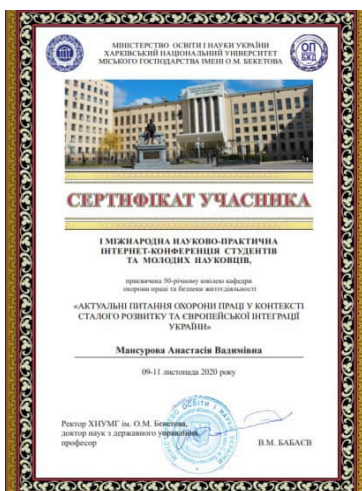 МІНІСТЕРСТВО ОСВІТИ І НАУКИ УКРАЇНИ
ХАРКІВСЬКИЙ НАЦІОНАЛЬНИЙ УНІВЕРСИТЕТ
МІСЬКОГО ГОСПОДАРСТВА ІМЕНІ О.М. БЕКЕТОВА
ОП
БЖД
СЕРТИФІКАТ УЧАСНИКА
І МІЖНАРОДНА НАУКОВО-ПРАКТИЧНА
ІНТЕРНЕТ-КОНФЕРЕНЦІЯ СТУДЕНТІВ
ТА МОЛОДИХ НАУКОВЦІВ,
присвячена 50-річному ювілею кафедри
охорони праці та безпеки життєдіяльності
«АКТУАЛЬНІ ПИТАННЯ ОХОРОНИ ПРАЦІ У КОНТЕКСТІ
СТАЛОГО РОЗВИТКУ ТА ЄВРОПЕЙСЬКОЇ ІНТЕГРАЦІЇ
УКРАЇНИ»
Мансурова Анастасія Вадимівна
09-11 листопада 2020 року
Ректор ХНУМГ ім. О.М. Бекетова,
доктор наук з державного управління,
професор
В.М. БАБАЄВ